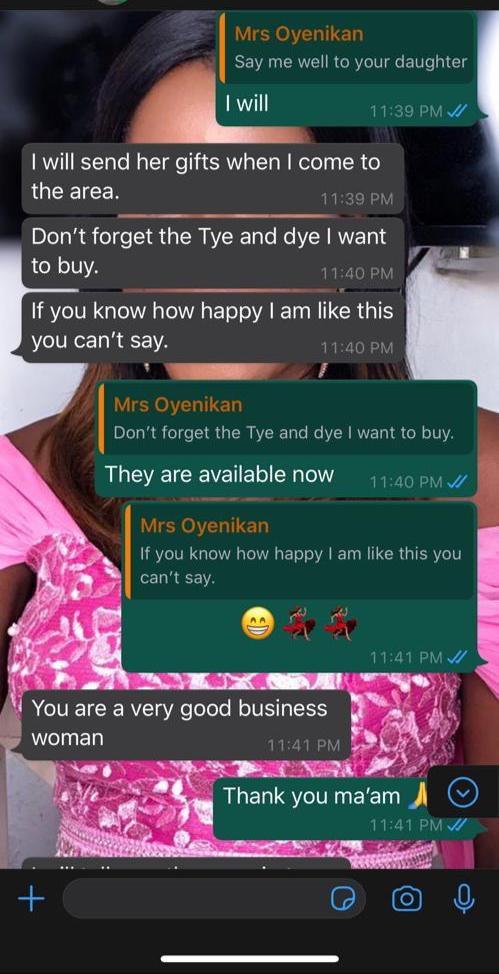 Mrs Oyenikan
Say me well to your daughter
I will
11:39 PM
I will send her gifts when I come to
the area.
11:39 PM
Don’t forget the Tye and dye I want
to buy.
11:40 PM
If you know how happy I am like this
you can’t say.
11:40 PM
Mrs Oyenikan
Don’t forget the Tye and dye I want to buy.
They are available now
11:40 PM
Mrs Oyenikan
If you know how happy I am like this you
can’t say.
😁 💃🏿 💃🏿
11:41 PM
You are a very good business
woman
11:41 PM
Thank you ma’am 🙏
11:41 PM